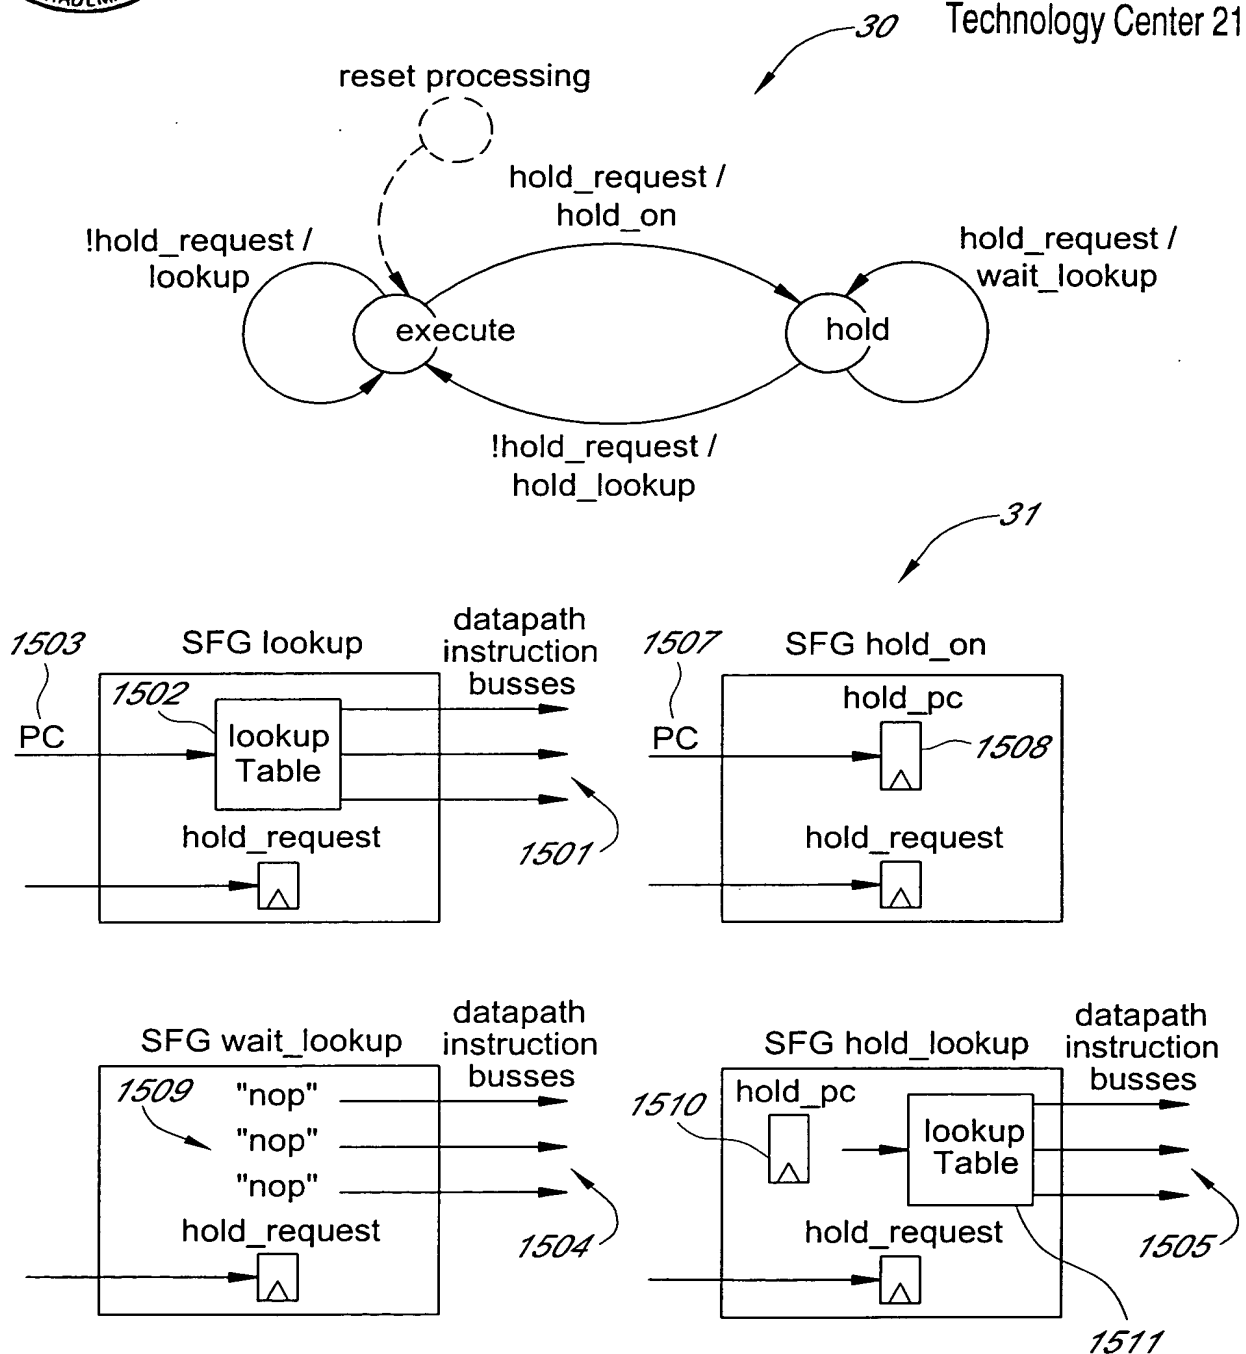 Technology Center 21
30
reset processing
hold_request /
hold_on
!hold_request /
lookup
hold_request /
wait_lookup
execute
hold
!hold_request /
hold_lookup
31
1503
SFG lookup
datapath
instruction
busses
1502
PC
lookup
Table
hold_request
1501
1507
SFG hold_on
hold_pc
PC
1508
hold_request
SFG wait_lookup
datapath
instruction
busses
1509
"nop"
"nop"
"nop"
hold_request
1504
SFG hold_lookup
datapath
instruction
busses
1510
hold_pc
lookup
Table
hold_request
1505
1511